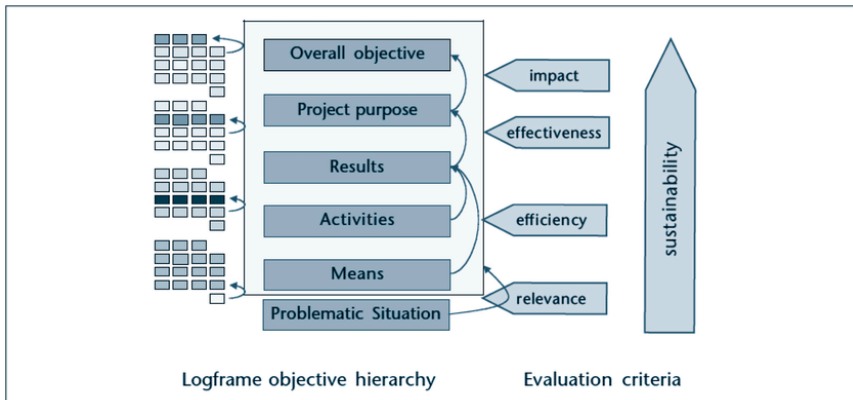 Overall objective
impact
Project purpose
effectiveness
Results
sustainability
Activities
efficiency
Means
relevance
Problematic Situation
Logframe objective hierarchy
Evaluation criteria